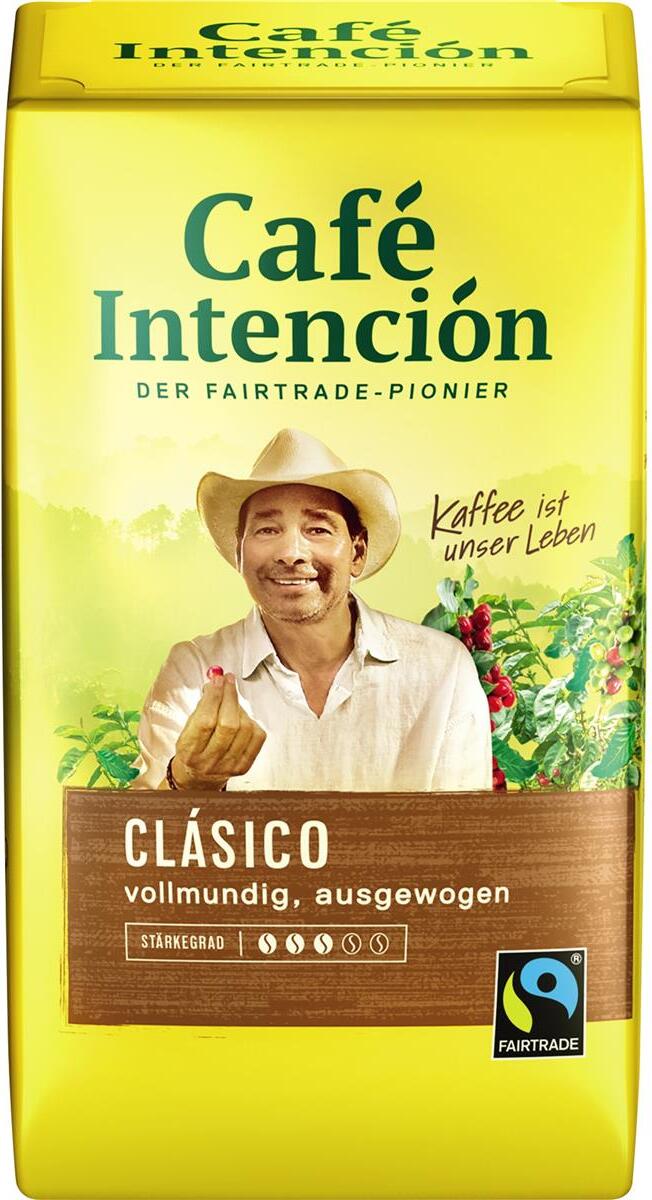 Café
Intención
DER FAIRTRADE-PIONIER
Café
Intención
DER FAIRTRADE-PIONIER
Kaffee ist
unser Leben
CLÁSICO
vollmundig, ausgewogen
STÄRKEGRAD
®
FAIRTRADE